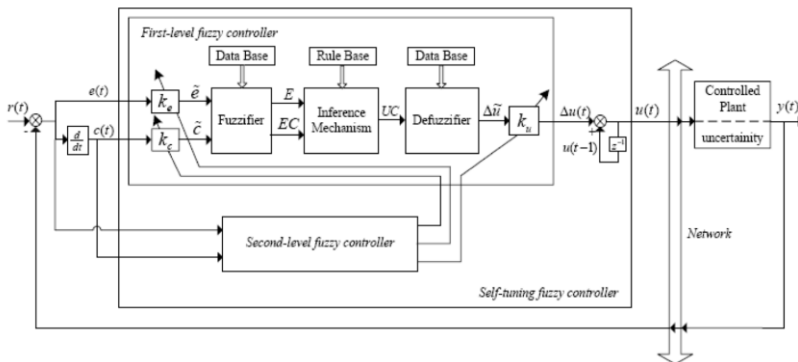 First-level fuzzy controller
Data Base
Rule Base
Data Base
r(t)
-
e(t)
c(t)
d/dt
k_e
k_c
ẽ
c̃
Fuzzifier
E
EC
Inference
Mechanism
UC
Defuzzifier
Δũ
k_u
Δu(t)
+
u(t−1)
z⁻¹
u(t)
Controlled
Plant
uncertainity
y(t)
Second-level fuzzy controller
Network
Self-tuning fuzzy controller